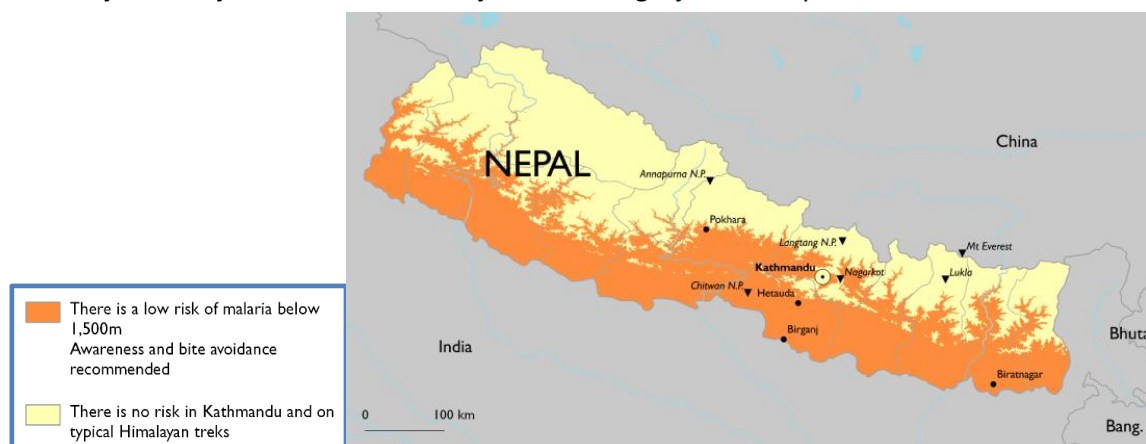 China
NEPAL
Annapurna N.P.
Pokhara
Langtang N.P.
Mt Everest
Kathmandu
Nagarkot
Lukla
Chitwan N.P.
Hetauda
There is a low risk of malaria below
1,500m
Awareness and bite avoidance
recommended
Birganj
India
Bhuta
Biratnagar
0 100 km
There is no risk in Kathmandu and on
typical Himalayan treks
Bang.